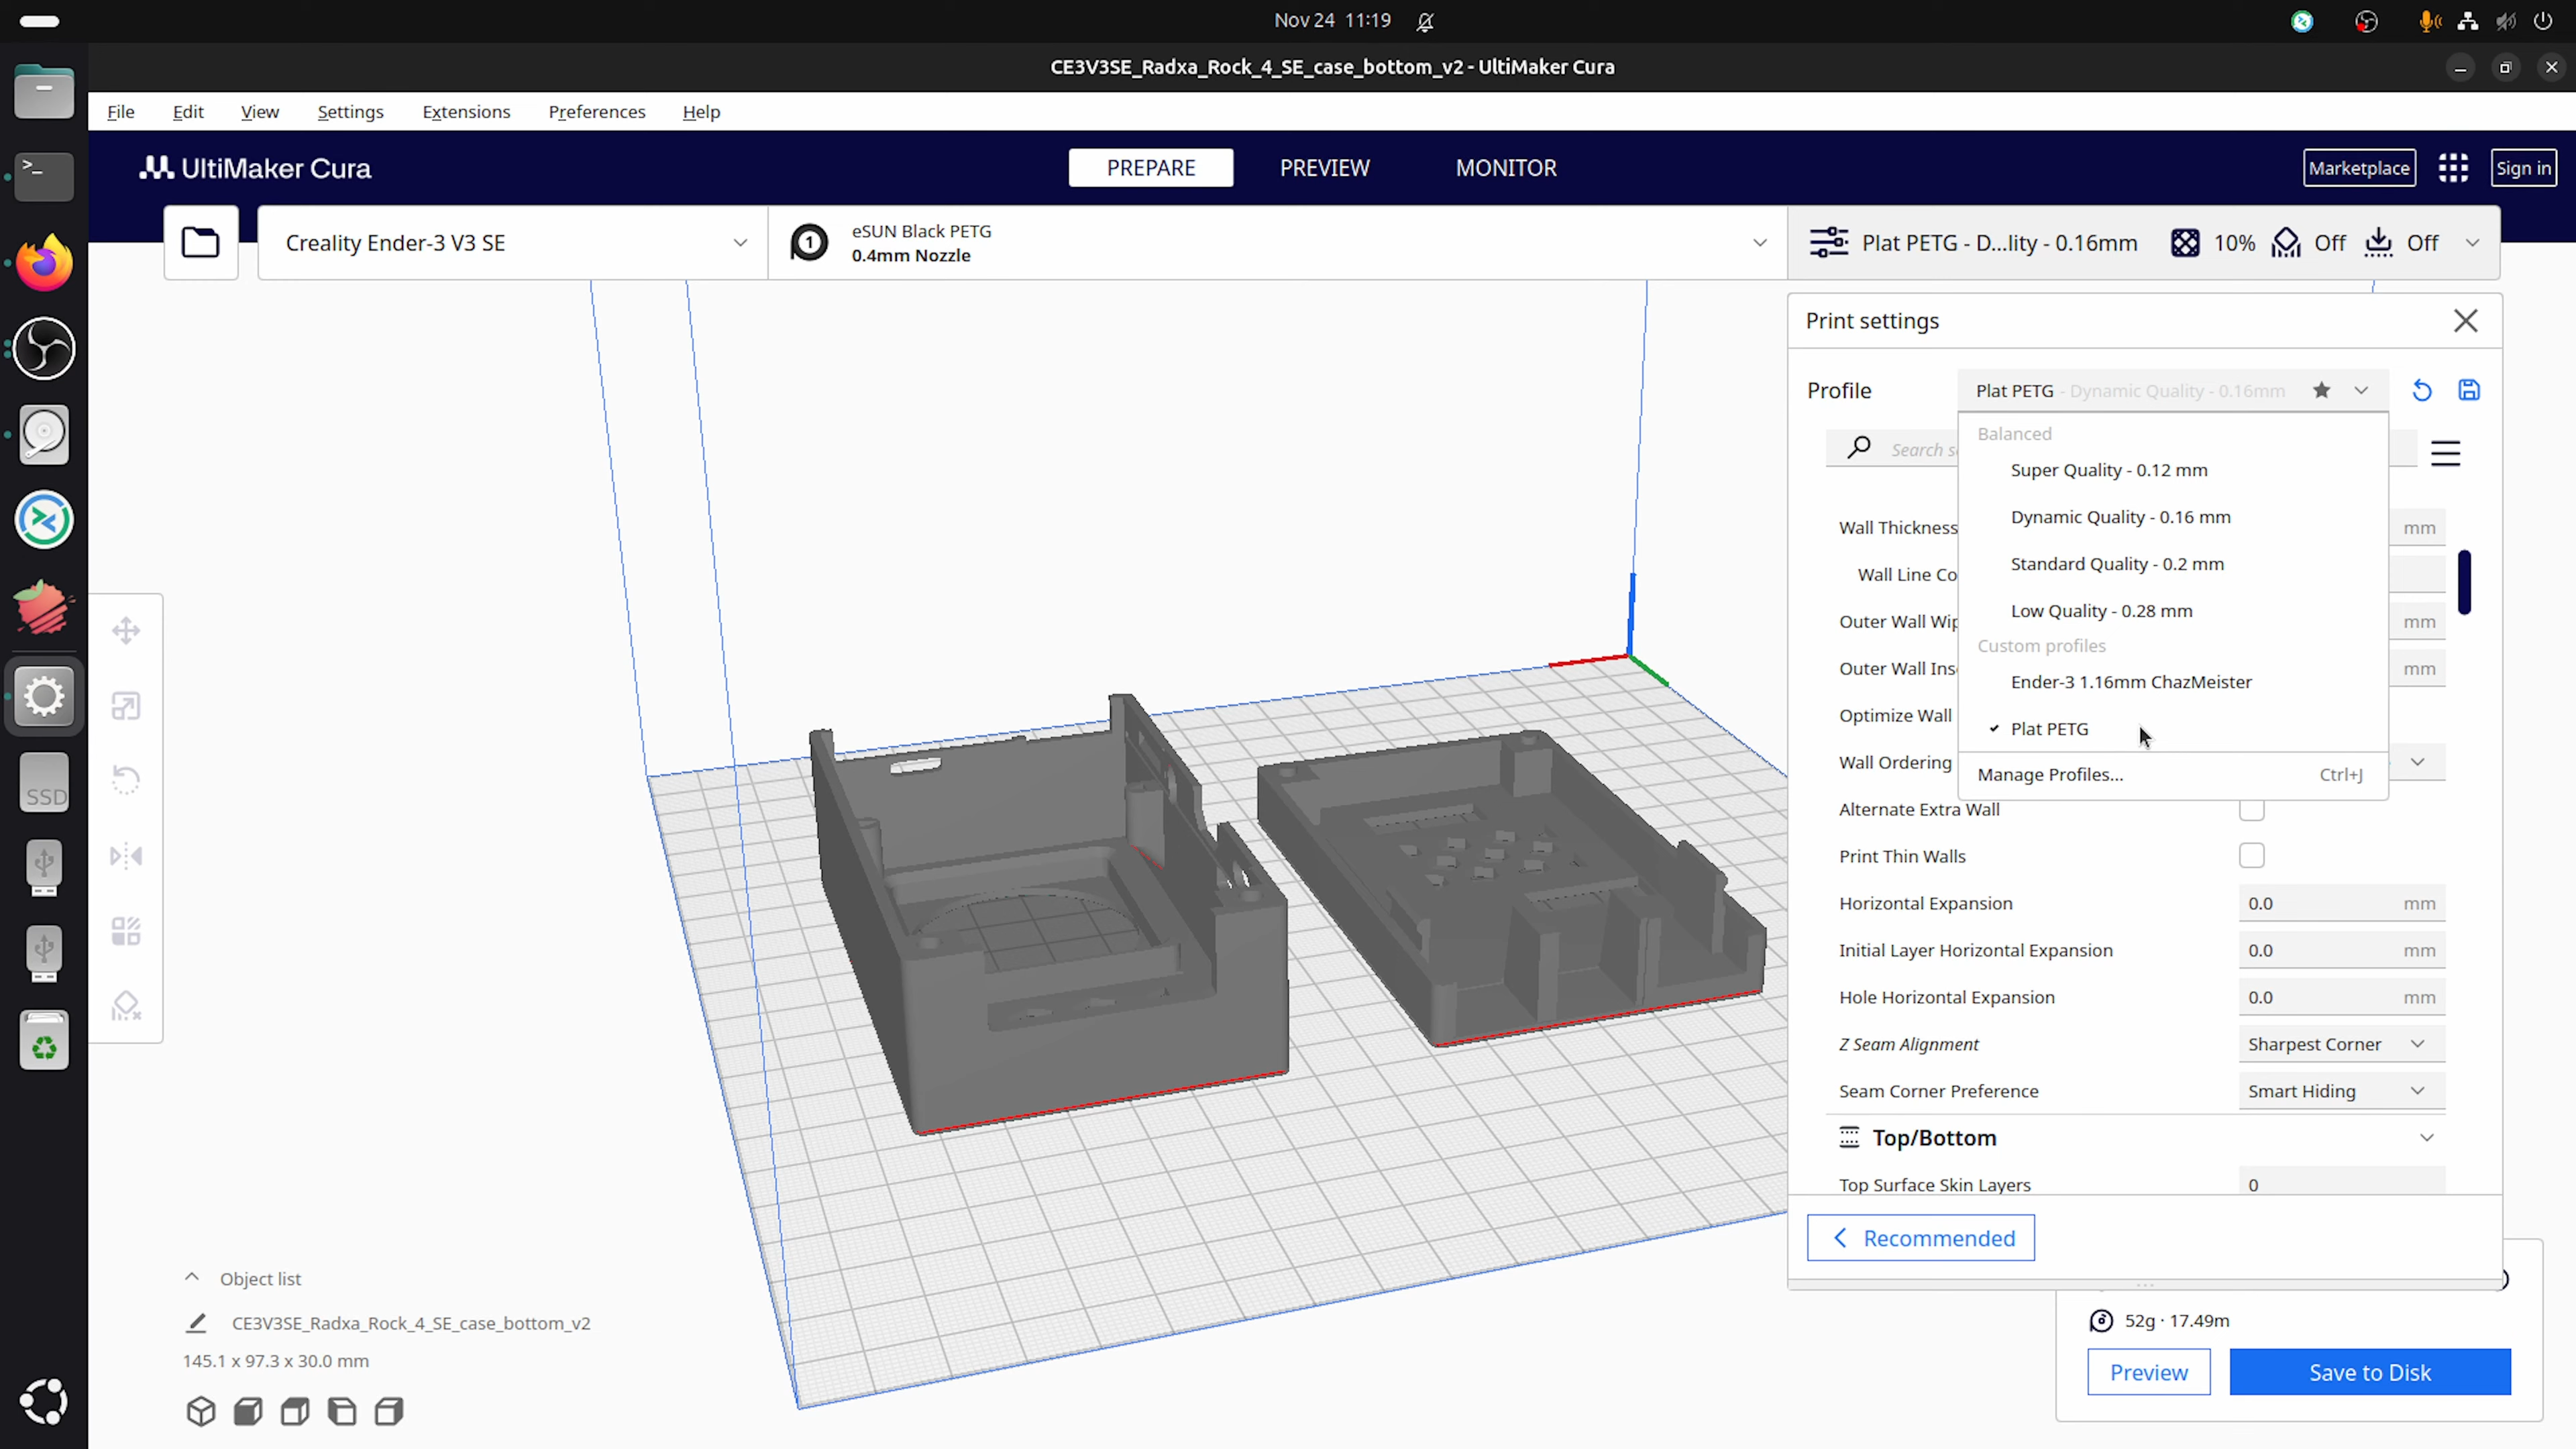 Nov 24 11:19
CE3V3SE_Radxa_Rock_4_SE_case_bottom_v2 - UltiMaker Cura
File Edit View Settings Extensions Preferences Help
UltiMaker Cura
PREPARE PREVIEW MONITOR
Marketplace Sign in
Creality Ender-3 V3 SE
1
eSUN Black PETG
0.4mm Nozzle
Plat PETG - D...lity - 0.16mm 10% Off Off
Print settings
Profile Plat PETG - Dynamic Quality - 0.16mm
Search s
Balanced
Super Quality - 0.12 mm
Dynamic Quality - 0.16 mm
Standard Quality - 0.2 mm
Low Quality - 0.28 mm
Custom profiles
Ender-3 1.16mm ChazMeister
Plat PETG
Manage Profiles... Ctrl+J
Wall Thickness mm
Wall Line Co
Outer Wall Wip mm
Outer Wall Ins mm
Optimize Wall
Wall Ordering
Alternate Extra Wall
Print Thin Walls
Horizontal Expansion 0.0 mm
Initial Layer Horizontal Expansion 0.0 mm
Hole Horizontal Expansion 0.0 mm
Z Seam Alignment Sharpest Corner
Seam Corner Preference Smart Hiding
Top/Bottom
Top Surface Skin Layers 0
Recommended
52g · 17.49m
Preview Save to Disk
Object list
CE3V3SE_Radxa_Rock_4_SE_case_bottom_v2
145.1 x 97.3 x 30.0 mm
SSD
>_